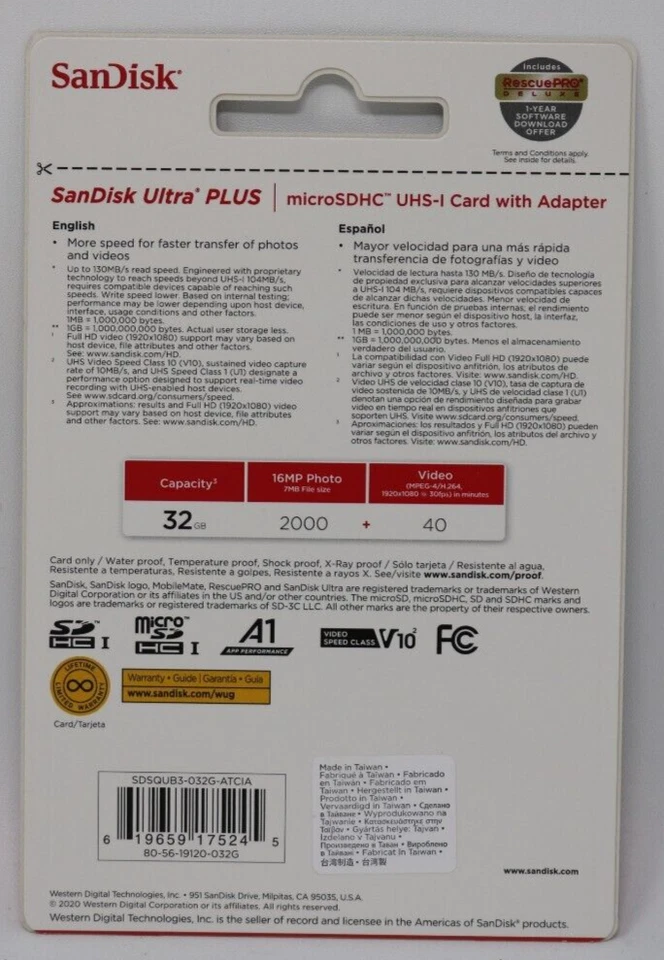 SanDisk®
Includes
RescuePRO®
DELUXE
1-YEAR
SOFTWARE
DOWNLOAD
OFFER
Terms and Conditions apply.
See inside for details.
SanDisk Ultra® PLUS | microSDHC™ UHS-I Card with Adapter
English
• More speed for faster transfer of photos
and videos
* Up to 130MB/s read speed. Engineered with proprietary
technology to reach speeds beyond UHS-I 104MB/s,
requires compatible devices capable of reaching such
speeds. Write speed lower. Based on internal testing;
performance may be lower depending upon host device,
interface, usage conditions and other factors.
1MB = 1,000,000 bytes.
** 1GB = 1,000,000,000 bytes. Actual user storage less.
¹ Full HD video (1920x1080) support may vary based on
host device, file attributes and other factors.
See: www.sandisk.com/HD.
² UHS Video Speed Class 10 (V10), sustained video capture
rate of 10MB/s, and UHS Speed Class 1 (U1) designate a
performance option designed to support real-time video
recording with UHS-enabled host devices.
See www.sdcard.org/consumers/speed.
³ Approximations: results and Full HD (1920x1080) video
support may vary based on host device, file attributes
and other factors. See: www.sandisk.com/HD.
Español
• Mayor velocidad para una más rápida
transferencia de fotografías y video
* Velocidad de lectura hasta 130 MB/s. Diseño de tecnología
de propiedad exclusiva para alcanzar velocidades superiores
a UHS-I 104 MB/s, requiere dispositivos compatibles capaces
de alcanzar dichas velocidades. Menor velocidad de
escritura. En función de pruebas internas; el rendimiento
puede ser menor según el dispositivo host, la interfaz,
las condiciones de uso y otros factores.
1 MB = 1,000,000 bytes.
** 1GB = 1,000,000,000 bytes. Menos el almacenamiento
verdadero del usuario.
¹ La compatibilidad con Video Full HD (1920x1080) puede
variar según el dispositivo anfitrión, los atributos de
archivo y otros factores. Visite: www.sandisk.com/HD.
² Video UHS de velocidad clase 10 (V10), tasa de captura de
video sostenida de 10MB/s, y UHS de velocidad clase 1 (U1)
denotan una opción de rendimiento diseñada para grabar
video en tiempo real en dispositivos anfitriones que
soporten UHS. Visite www.sdcard.org/consumers/speed.
³ Aproximaciones: los resultados y Full HD (1920x1080) pueden
variar según el dispositivo anfitrión, los atributos del archivo y
otros factores. Visite: www.sandisk.com/HD.
Capacity³
16MP Photo
7MB File size
Video
(MPEG-4/H.264,
1920x1080 @ 30fps) in minutes
32GB 2000 + 40
Card only / Water proof, Temperature proof, Shock proof, X-Ray proof / Sólo tarjeta / Resistente al agua,
Resistente a temperaturas, Resistente a golpes, Resistente a rayos X. See/visite www.sandisk.com/proof.
SanDisk, SanDisk logo, MobileMate, RescuePRO and SanDisk Ultra are registered trademarks or trademarks of Western
Digital Corporation or its affiliates in the US and/or other countries. The microSD, microSDHC, SD and SDHC marks and
logos are trademarks or registered trademarks of SD-3C LLC. All other marks are the property of their respective owners.
SD™ HC I
micro SD™ HC I
A1
APP PERFORMANCE
VIDEO
SPEED CLASS V10²
FC
LIFETIME
LIMITED WARRANTY
Warranty • Guide | Garantía • Guia
www.sandisk.com/wug
Card/Tarjeta
SDSQUB3-032G-ATCIA
6 19659 17524 5
80-56-19120-032G
Made in Taiwan •
Fabriqué à Taïwan • Fabricado
en Taiwán • Fabricado em
Taiwan • Hergestellt in Taiwan •
Prodotto in Taiwan •
Vervaardigd in Taiwan • Сделано
в Тайване • Wyprodukowano na
Tajwanie • Κατασκευάστηκε στην
Ταϊβάν • Gyártás helye: Tajvan •
Izdelano v Tajvanu •
Произведено в Таван • Вироблено
в Тайвані • Fabricat în Taiwan •
台湾制造 • 台灣製
www.sandisk.com
Western Digital Technologies, Inc. • 951 SanDisk Drive, Milpitas, CA 95035, U.S.A.
© 2020 Western Digital Corporation or its affiliates. All rights reserved.
Western Digital Technologies, Inc. is the seller of record and licensee in the Americas of SanDisk® products.